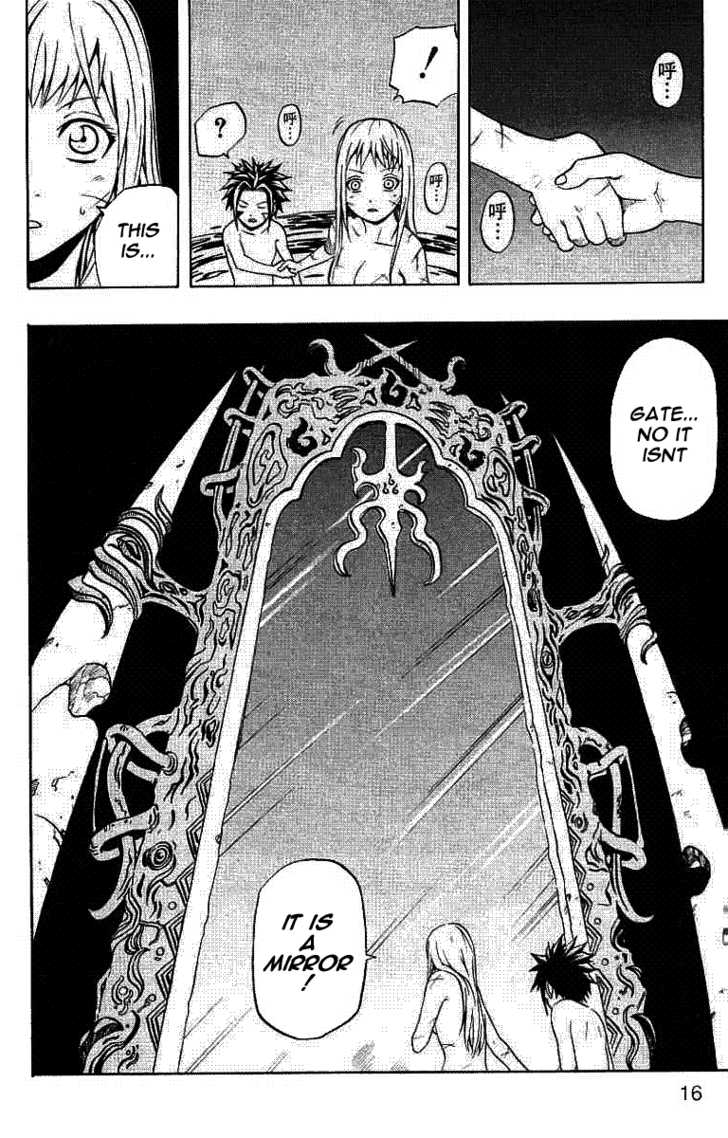 呼…
呼…
!
呼…
?
呼…
THIS
IS...
GATE...
NO IT
ISNT
IT IS
A
MIRROR
!
16